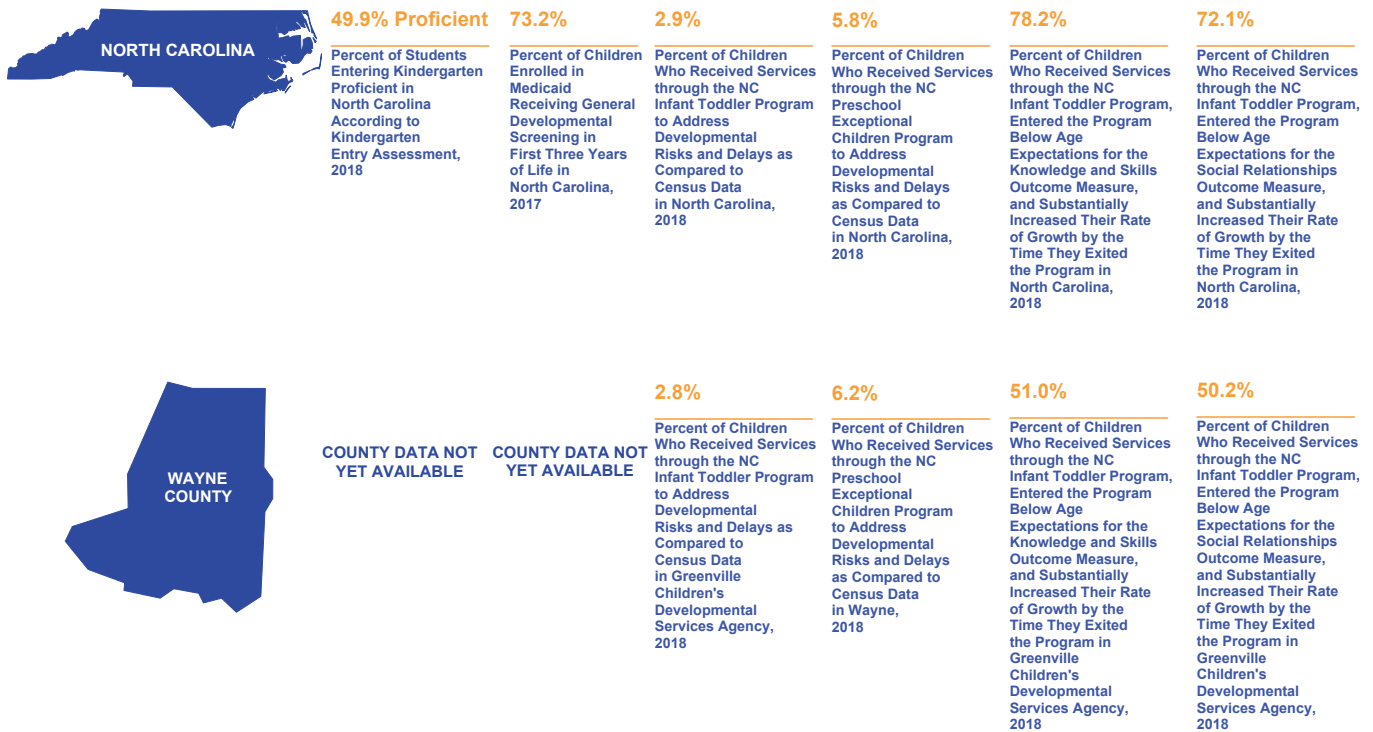 NORTH CAROLINA
49.9% Proficient
Percent of Students
Entering Kindergarten
Proficient in
North Carolina
According to
Kindergarten
Entry Assessment,
2018
73.2%
Percent of Children
Enrolled in
Medicaid
Receiving General
Developmental
Screening in
First Three Years
of Life in
North Carolina,
2017
2.9%
Percent of Children
Who Received Services
through the NC
Infant Toddler Program
to Address
Developmental
Risks and Delays as
Compared to
Census Data
in North Carolina,
2018
5.8%
Percent of Children
Who Received Services
through the NC
Preschool
Exceptional
Children Program
to Address
Developmental
Risks and Delays
as Compared to
Census Data
in North Carolina,
2018
78.2%
Percent of Children
Who Received Services
through the NC
Infant Toddler Program,
Entered the Program
Below Age
Expectations for the
Knowledge and Skills
Outcome Measure,
and Substantially
Increased Their Rate
of Growth by the
Time They Exited
the Program in
North Carolina,
2018
72.1%
Percent of Children
Who Received Services
through the NC
Infant Toddler Program,
Entered the Program
Below Age
Expectations for the
Social Relationships
Outcome Measure,
and Substantially
Increased Their Rate
of Growth by the
Time They Exited
the Program in
North Carolina,
2018
WAYNE
COUNTY
COUNTY DATA NOT
YET AVAILABLE
COUNTY DATA NOT
YET AVAILABLE
2.8%
Percent of Children
Who Received Services
through the NC
Infant Toddler Program
to Address
Developmental
Risks and Delays as
Compared to
Census Data
in Greenville
Children's
Developmental
Services Agency,
2018
6.2%
Percent of Children
Who Received Services
through the NC
Preschool
Exceptional
Children Program
to Address
Developmental
Risks and Delays
as Compared to
Census Data
in Wayne,
2018
51.0%
Percent of Children
Who Received Services
through the NC
Infant Toddler Program,
Entered the Program
Below Age
Expectations for the
Knowledge and Skills
Outcome Measure,
and Substantially
Increased Their Rate
of Growth by the
Time They Exited
the Program in
Greenville
Children's
Developmental
Services Agency,
2018
50.2%
Percent of Children
Who Received Services
through the NC
Infant Toddler Program,
Entered the Program
Below Age
Expectations for the
Social Relationships
Outcome Measure,
and Substantially
Increased Their Rate
of Growth by the
Time They Exited
the Program in
Greenville
Children's
Developmental
Services Agency,
2018